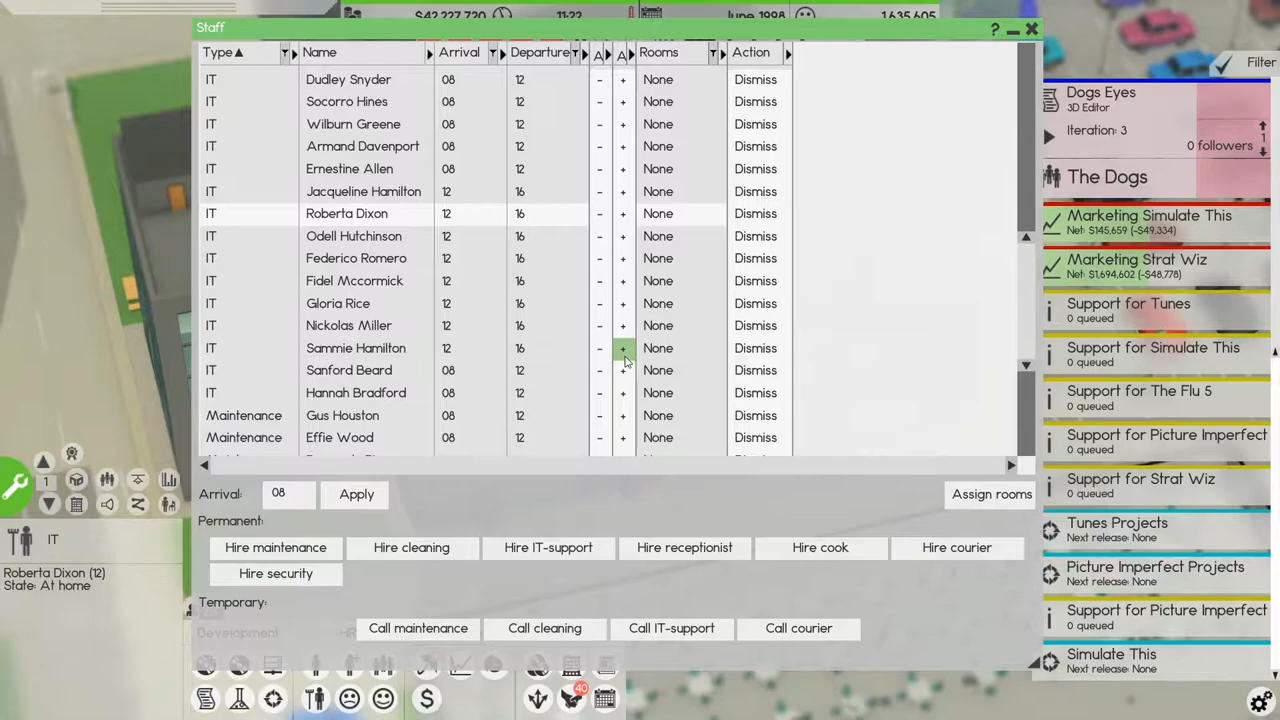 $42,227,720
11:22
June 1998
1,635,605
Staff
?
Type▲ Name Arrival Departure A A Rooms Action
IT Dudley Snyder 08 12 - + None Dismiss
IT Socorro Hines 08 12 - + None Dismiss
IT Wilburn Greene 08 12 - + None Dismiss
IT Armand Davenport 08 12 - + None Dismiss
IT Ernestine Allen 08 12 - + None Dismiss
IT Jacqueline Hamilton 12 16 - + None Dismiss
IT Roberta Dixon 12 16 - + None Dismiss
IT Odell Hutchinson 12 16 - + None Dismiss
IT Federico Romero 12 16 - + None Dismiss
IT Fidel Mccormick 12 16 - + None Dismiss
IT Gloria Rice 12 16 - + None Dismiss
IT Nickolas Miller 12 16 - + None Dismiss
IT Sammie Hamilton 12 16 - + None Dismiss
IT Sanford Beard 08 12 - + None Dismiss
IT Hannah Bradford 08 12 - + None Dismiss
Maintenance Gus Houston 08 12 - + None Dismiss
Maintenance Effie Wood 08 12 - + None Dismiss
Arrival: 08 Apply Assign rooms
Permanent:
Hire maintenance Hire cleaning Hire IT-support Hire receptionist Hire cook Hire courier
Hire security
Temporary:
Call maintenance Call cleaning Call IT-support Call courier
Development HR
40
1
IT
Roberta Dixon (12)
State: At home
Filter
Dogs Eyes
3D Editor
Iteration: 3
1
0 followers
The Dogs
Marketing Simulate This
Net: $145,659 (-$49,334)
Marketing Strat Wiz
Net: $1,694,602 (-$48,778)
Support for Tunes
0 queued
Support for Simulate This
0 queued
Support for The Flu 5
0 queued
Support for Picture Imperfect
0 queued
Support for Strat Wiz
0 queued
Tunes Projects
Next release: None
Picture Imperfect Projects
Next release: None
Support for Picture Imperfect
0 queued
Simulate This
Next release: None